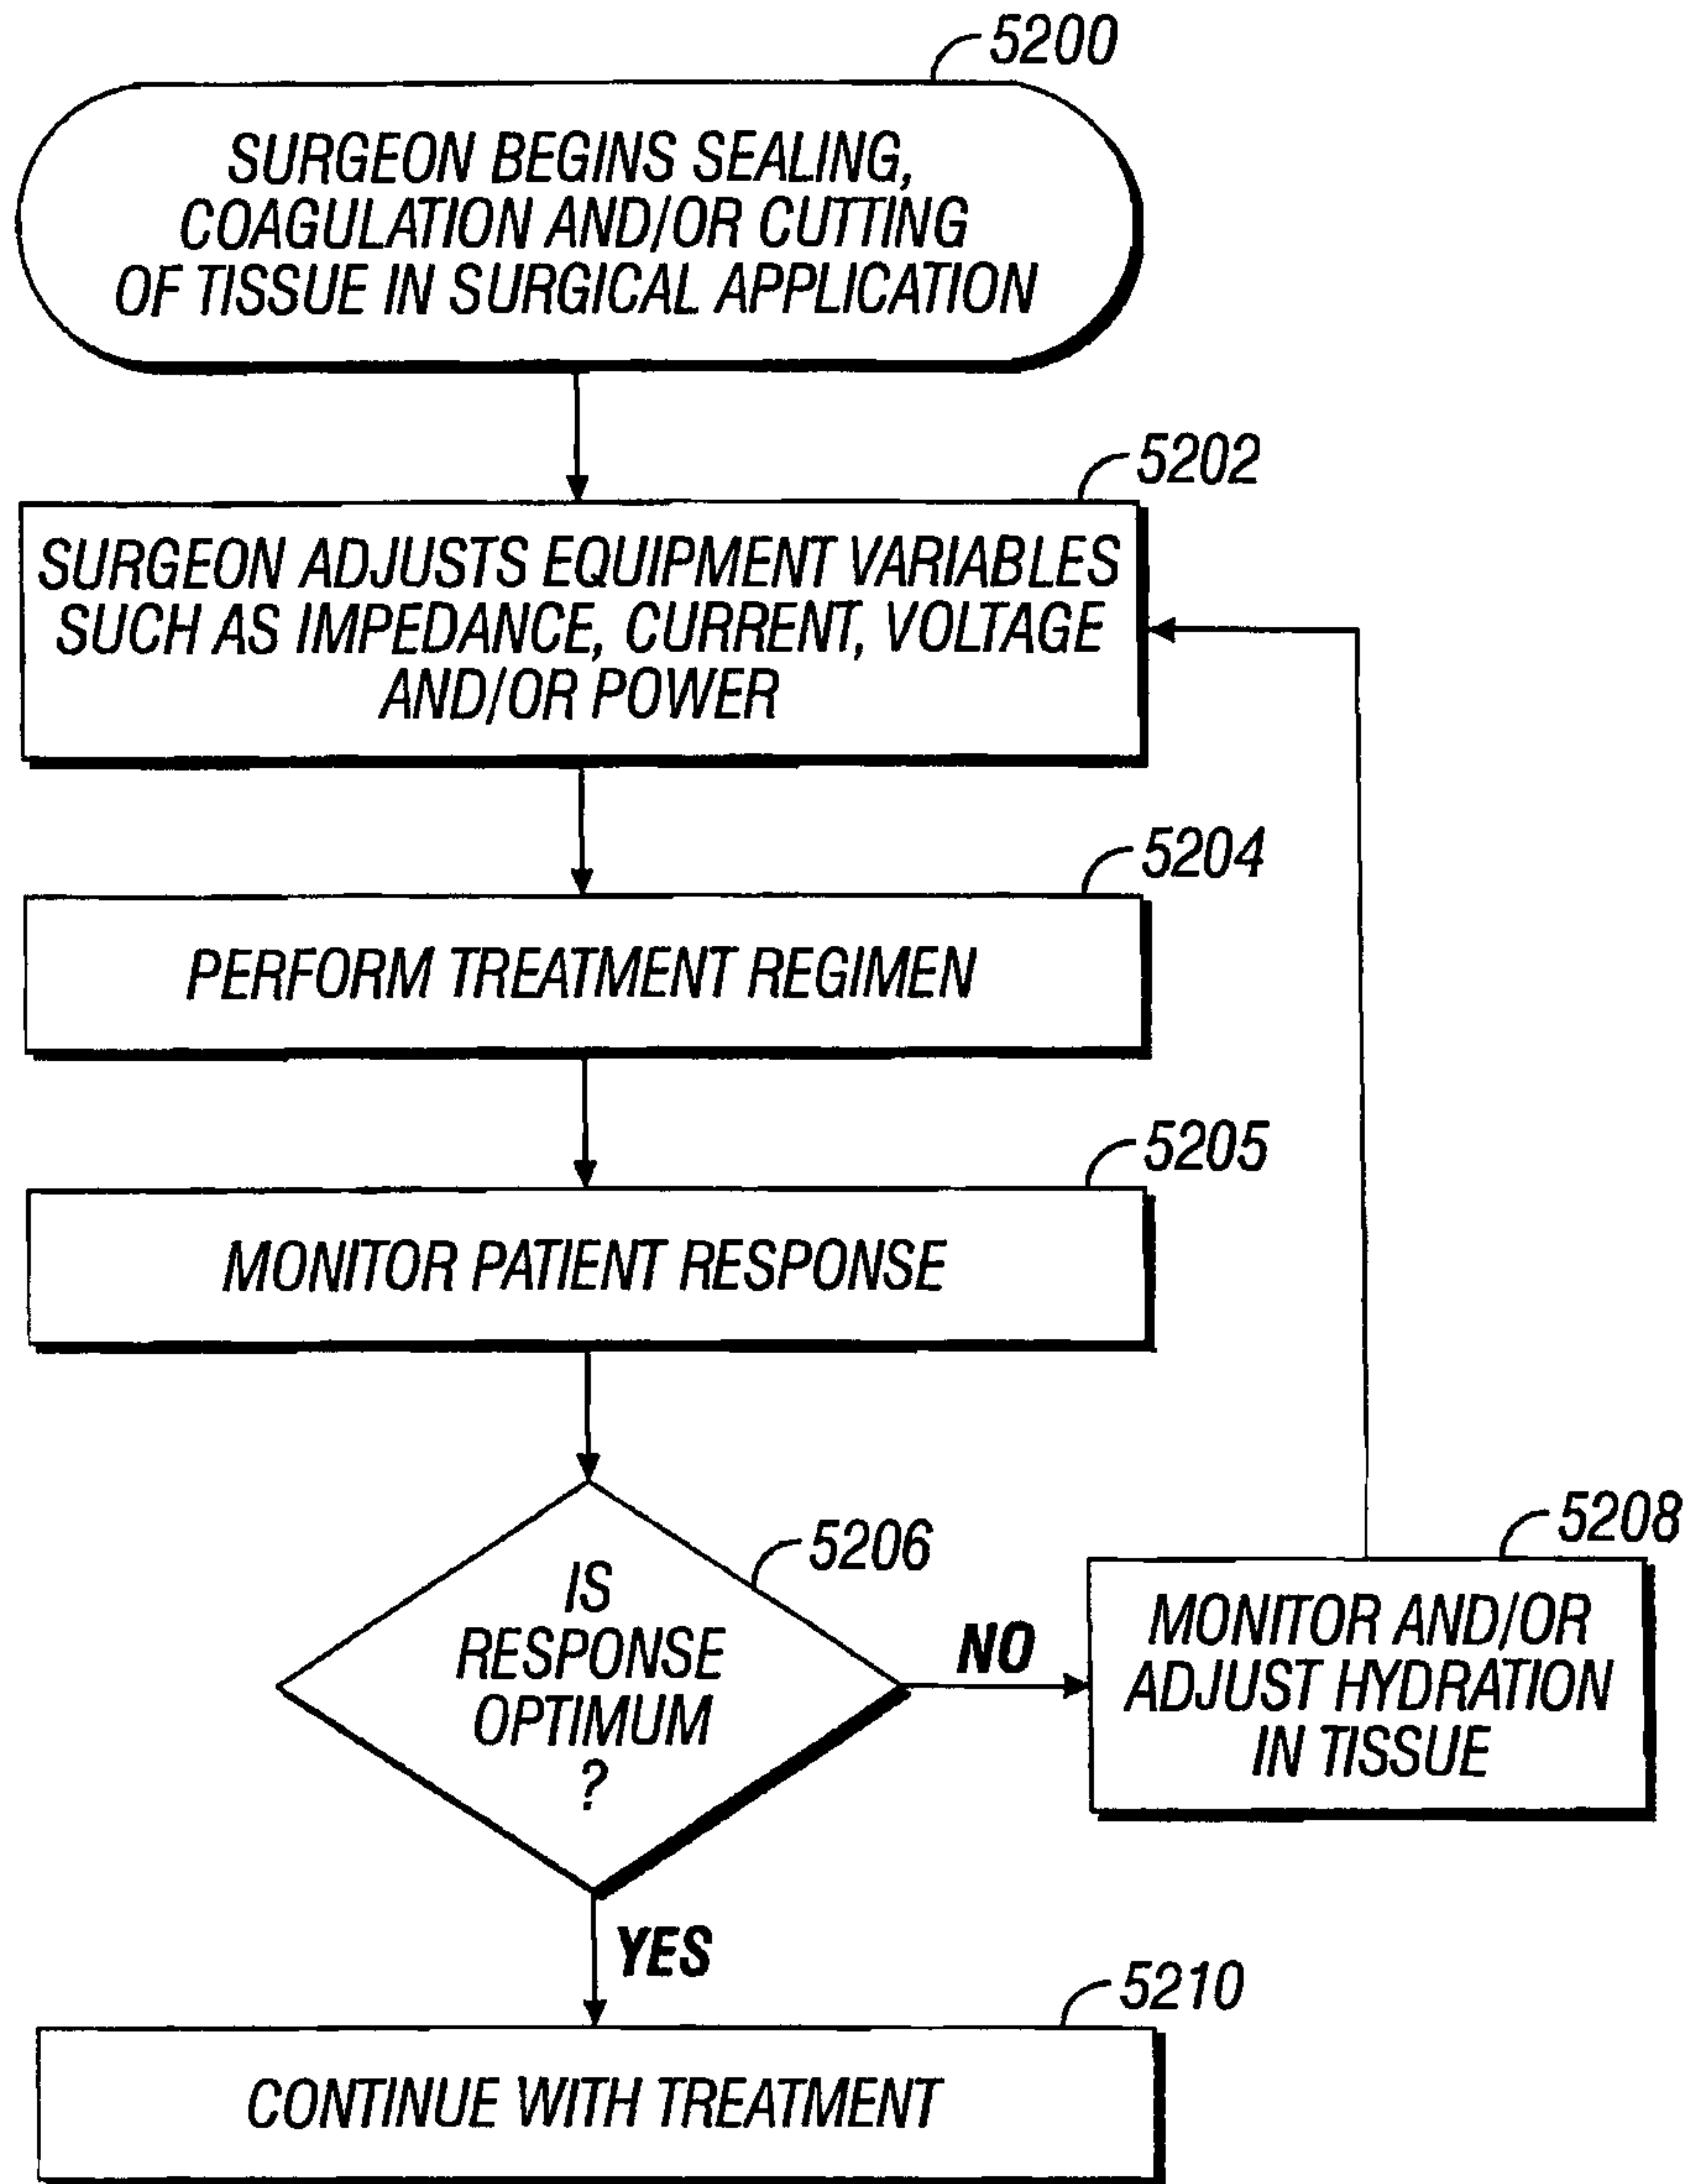 5200
SURGEON BEGINS SEALING,
COAGULATION AND/OR CUTTING
OF TISSUE IN SURGICAL APPLICATION
5202
SURGEON ADJUSTS EQUIPMENT VARIABLES
SUCH AS IMPEDANCE, CURRENT, VOLTAGE
AND/OR POWER
5204
PERFORM TREATMENT REGIMEN
5205
MONITOR PATIENT RESPONSE
5206
IS
RESPONSE
OPTIMUM
?
NO
5208
MONITOR AND/OR
ADJUST HYDRATION
IN TISSUE
YES
5210
CONTINUE WITH TREATMENT